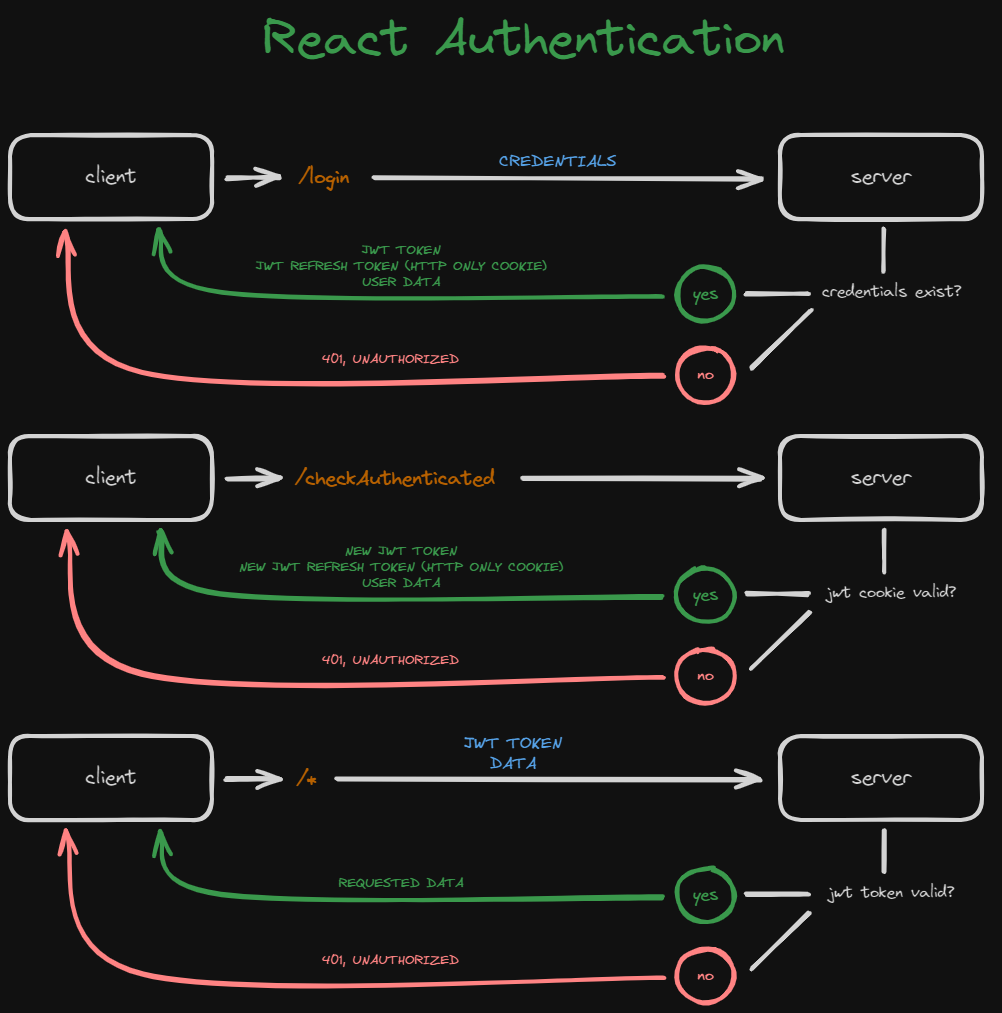 React Authentication
client
/login
CREDENTIALS
server
JWT TOKEN
JWT REFRESH TOKEN (HTTP ONLY COOKIE)
USER DATA
yes
credentials exist?
401, UNAUTHORIZED
no
client
/checkAuthenticated
server
NEW JWT TOKEN
NEW JWT REFRESH TOKEN (HTTP ONLY COOKIE)
USER DATA
yes
jwt cookie valid?
401, UNAUTHORIZED
no
client
/*
JWT TOKEN
DATA
server
REQUESTED DATA
yes
jwt token valid?
401, UNAUTHORIZED
no